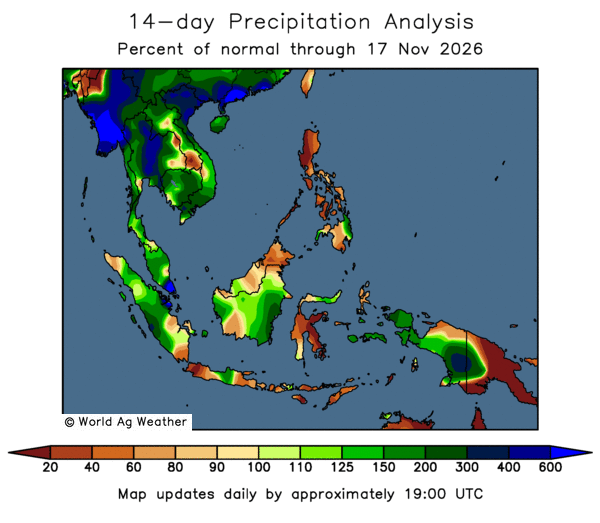 14-day Precipitation Analysis
Percent of normal through 17 Nov 2026
© World Ag Weather
20 40 60 80 90 100 110 125 150 200 300 400 600
Map updates daily by approximately 19:00 UTC